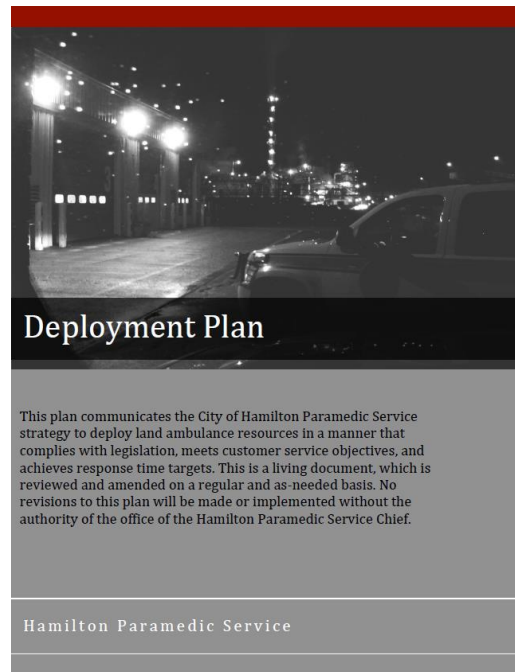 Deployment Plan
This plan communicates the City of Hamilton Paramedic Service
strategy to deploy land ambulance resources in a manner that
complies with legislation, meets customer service objectives, and
achieves response time targets. This is a living document, which is
reviewed and amended on a regular and as-needed basis. No
revisions to this plan will be made or implemented without the
authority of the office of the Hamilton Paramedic Service Chief.
Hamilton Paramedic Service